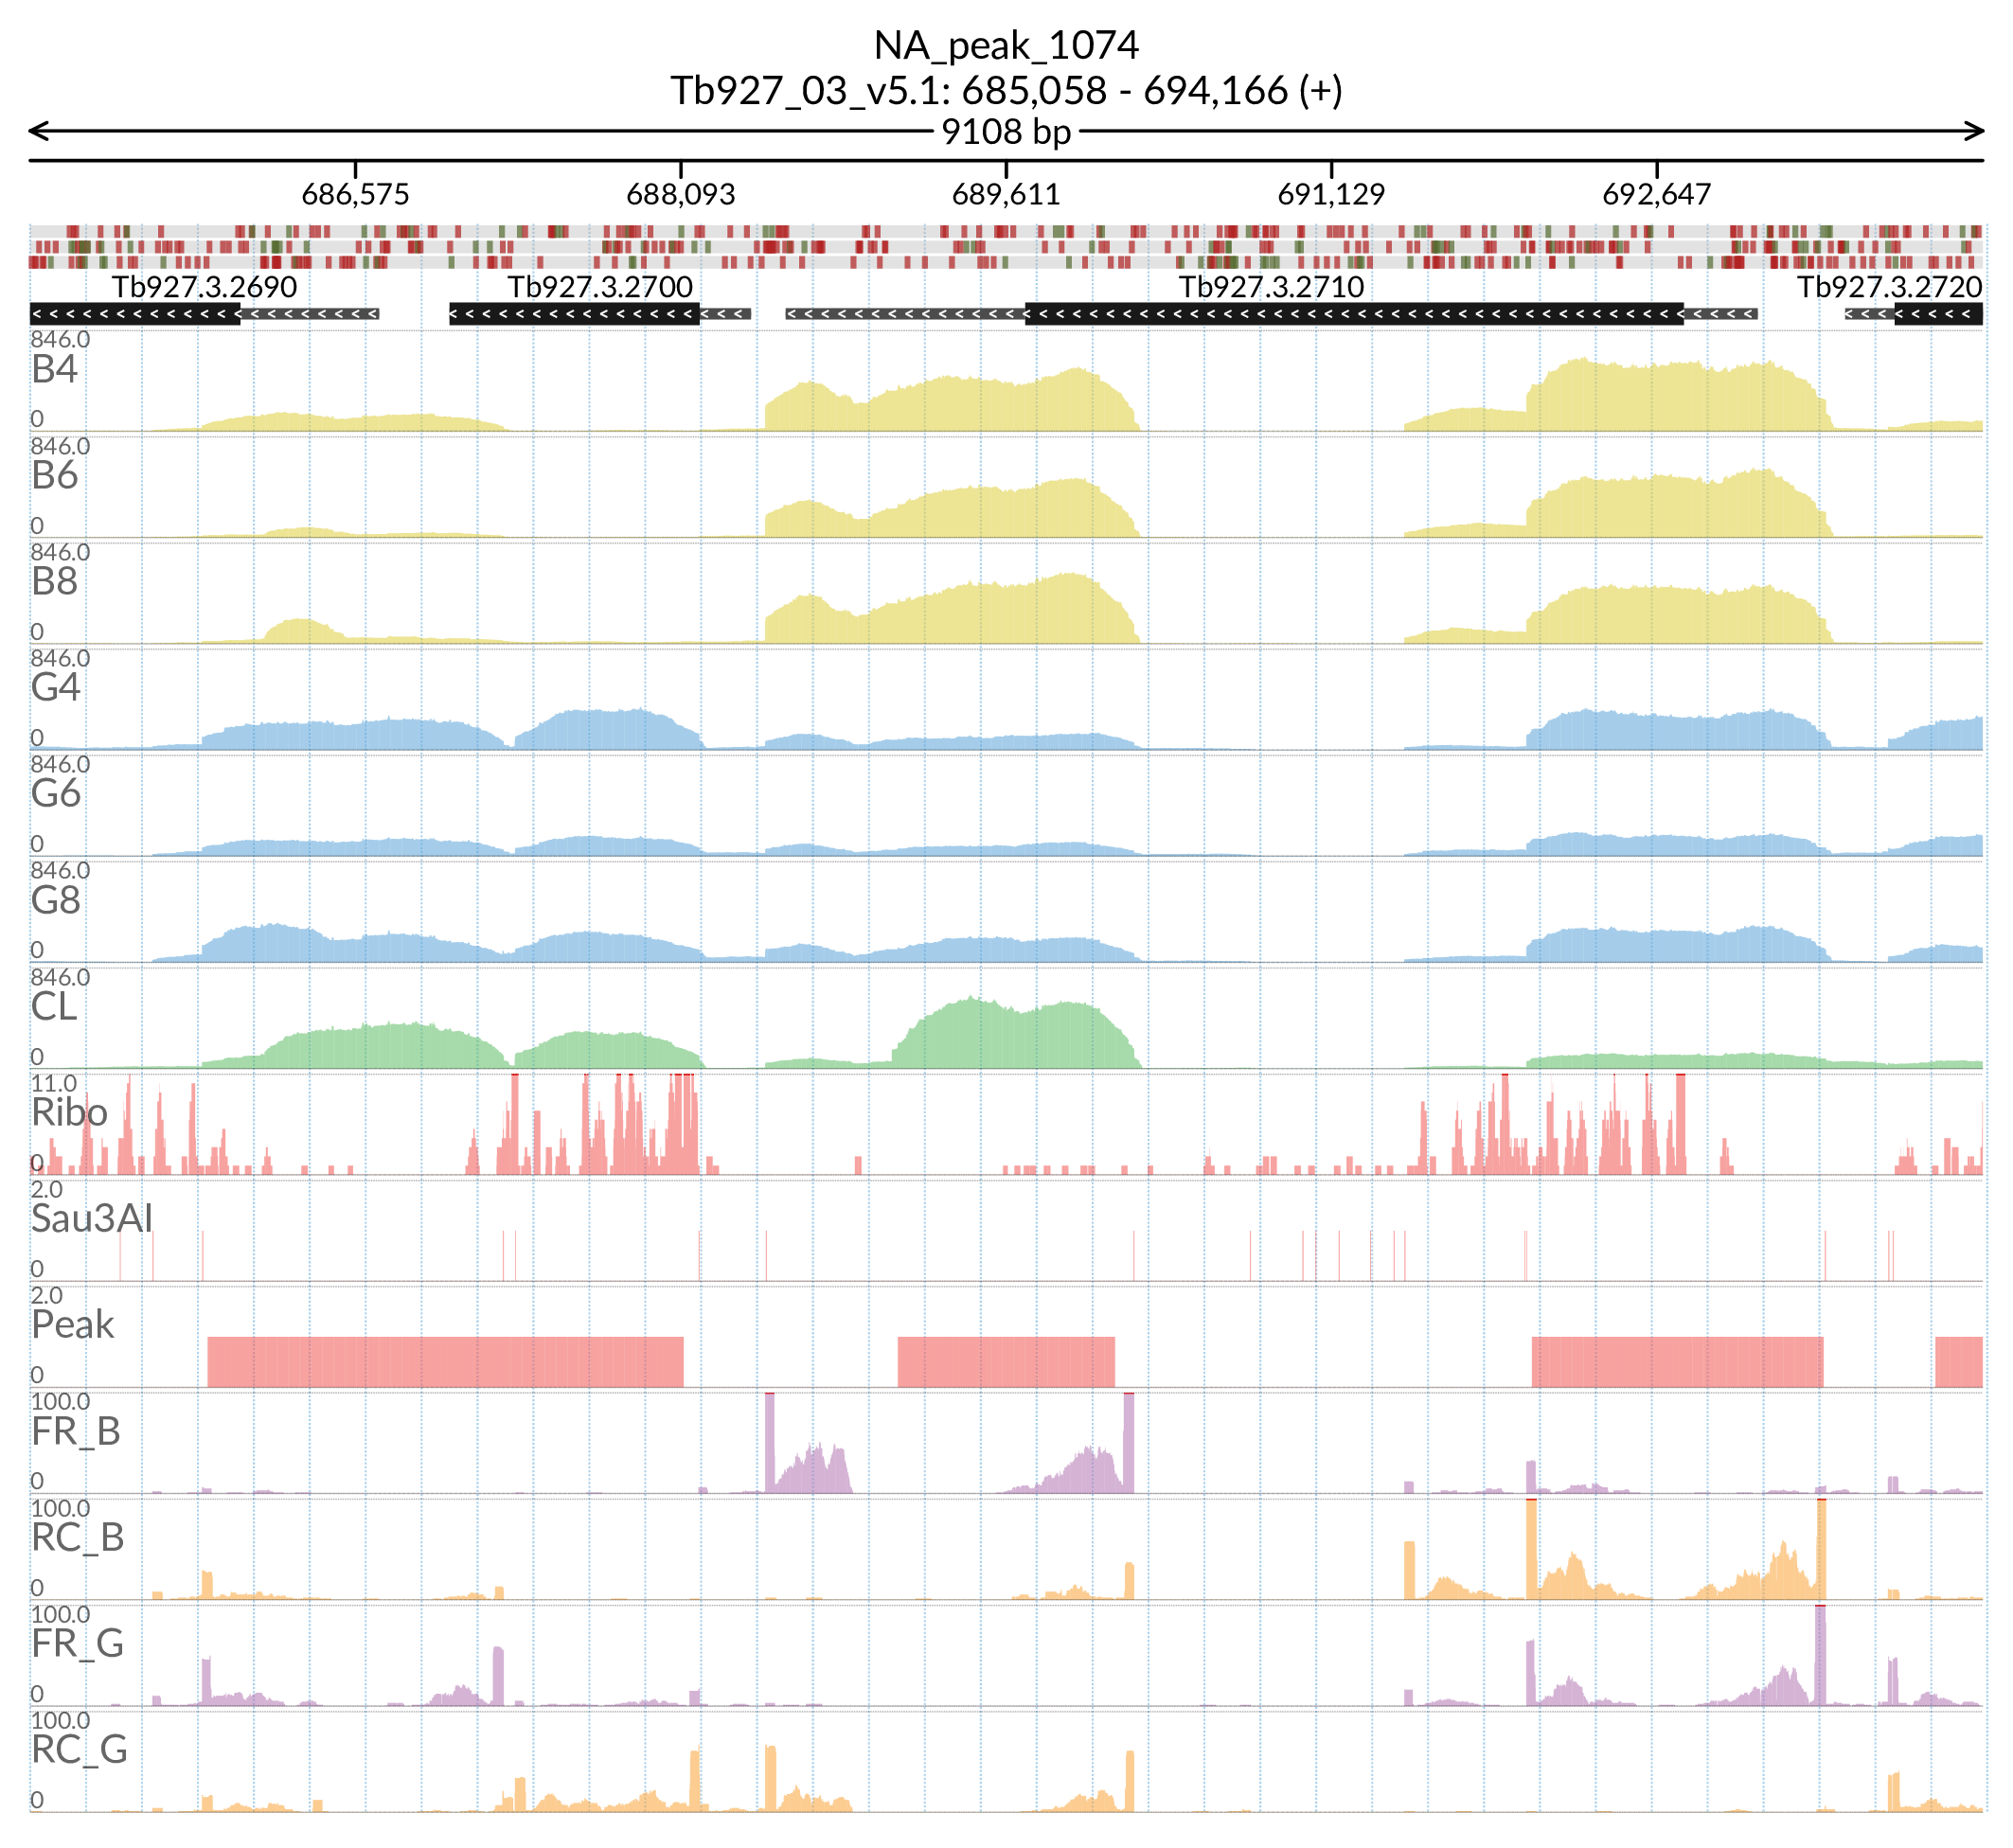 NA_peak_1074
Tb927_03_v5.1: 685,058 - 694,166 (+)
9108 bp
686,575 688,093 689,611 691,129 692,647
Tb927.3.2690 Tb927.3.2700 Tb927.3.2710 Tb927.3.2720
846.0
B4
0
846.0
B6
0
846.0
B8
0
846.0
G4
0
846.0
G6
0
846.0
G8
0
846.0
CL
0
11.0
Ribo
0
2.0
Sau3AI
0
2.0
Peak
0
100.0
FR_B
0
100.0
RC_B
0
100.0
FR_G
0
100.0
RC_G
0